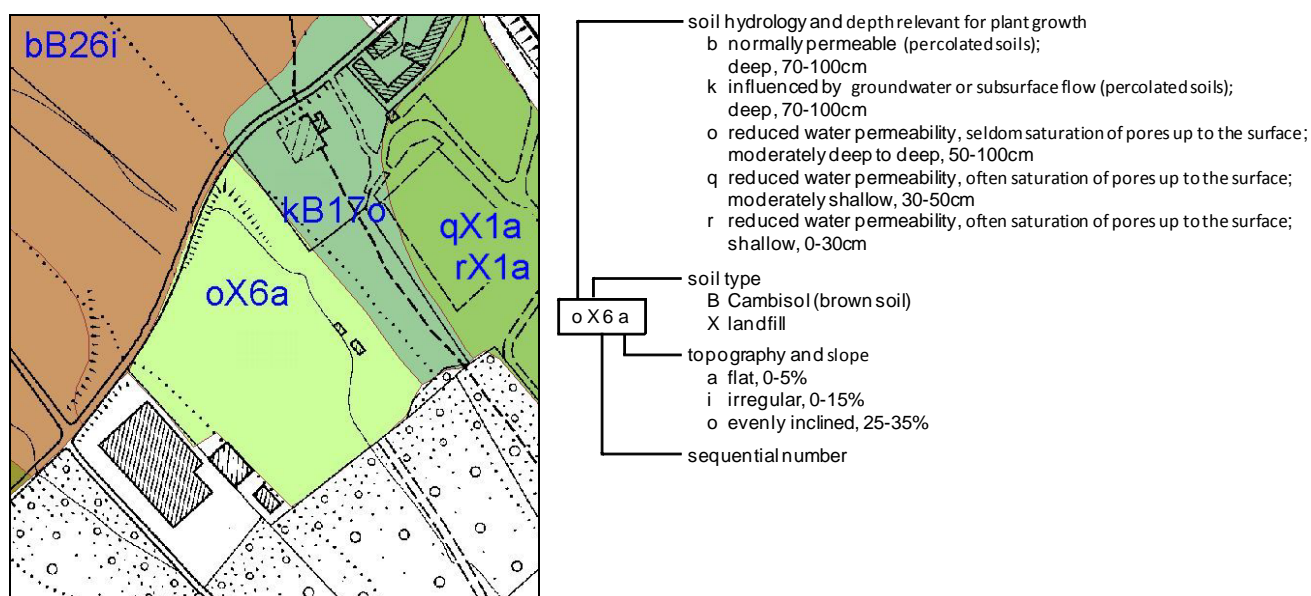 bB26i
kB17o
qX1a
rX1a
oX6a
soil hydrology and depth relevant for plant growth
b normally permeable (percolated soils);
deep, 70-100cm
k influenced by groundwater or subsurface flow (percolated soils);
deep, 70-100cm
o reduced water permeability, seldom saturation of pores up to the surface;
moderately deep to deep, 50-100cm
q reduced water permeability, often saturation of pores up to the surface;
moderately shallow, 30-50cm
r reduced water permeability, often saturation of pores up to the surface;
shallow, 0-30cm
soil type
B Cambisol (brown soil)
X landfill
o X 6 a
topography and slope
a flat, 0-5%
i irregular, 0-15%
o evenly inclined, 25-35%
sequential number